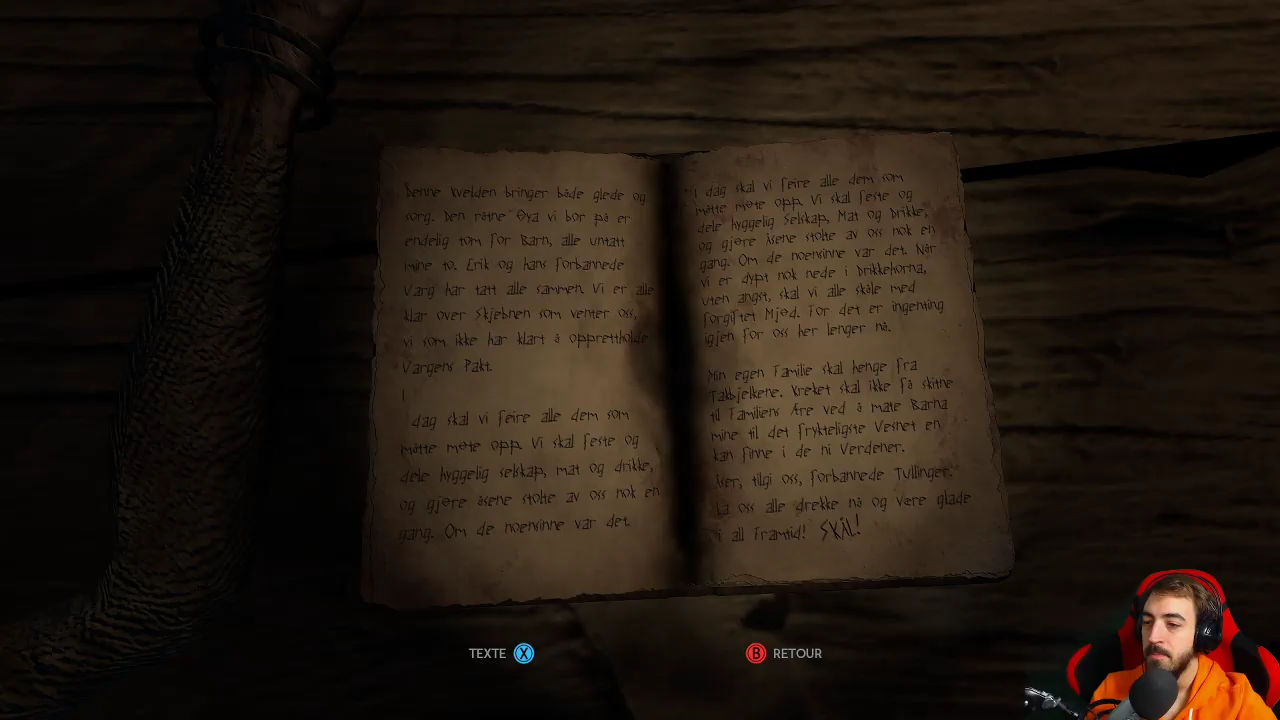 Denne kvelden bringer både glede og
sorg. Den råtne Øya vi bor på er
endelig tom for Barn, alle untatt
mine to. Erik og hans forbannede
Varg har tatt alle sammen. Vi er alle
klar over Skjebnen som venter oss,
vi som ikke har klart å opprettholde
Vargens Pakt.
I
dag skal vi feire alle dem som
måtte møte opp. Vi skal feste og
dele hyggelig selskap, mat og drikke,
og gjøre åsene stolte av oss nok en
gang. Om de noensinne var det.
I dag skal vi feire alle dem som
måtte møte opp. Vi skal feste og
dele hyggelig Selskap, Mat og Drikke,
og gjøre Åsene stolte av oss nok en
gang. Om de noensinne var det. Når
vi er dypt nok nede i Drikkehorna,
uten angst, skal vi alle skåle med
forgiftet Mjød. For det er ingenting
igjen for oss her lenger nå.
Min egen Familie skal henge fra
Takbjelkene. Kreket skal ikke få skitne
til Familiens Ære ved å mate Barna
mine til det frykteligste Vesnet en
kan finne i de ni Verdener.
Åser, tilgi oss, forbannede Tullinger.
La oss alle drekke nå og være glade
i all Framtid! SKÅL!
TEXTE X
B RETOUR